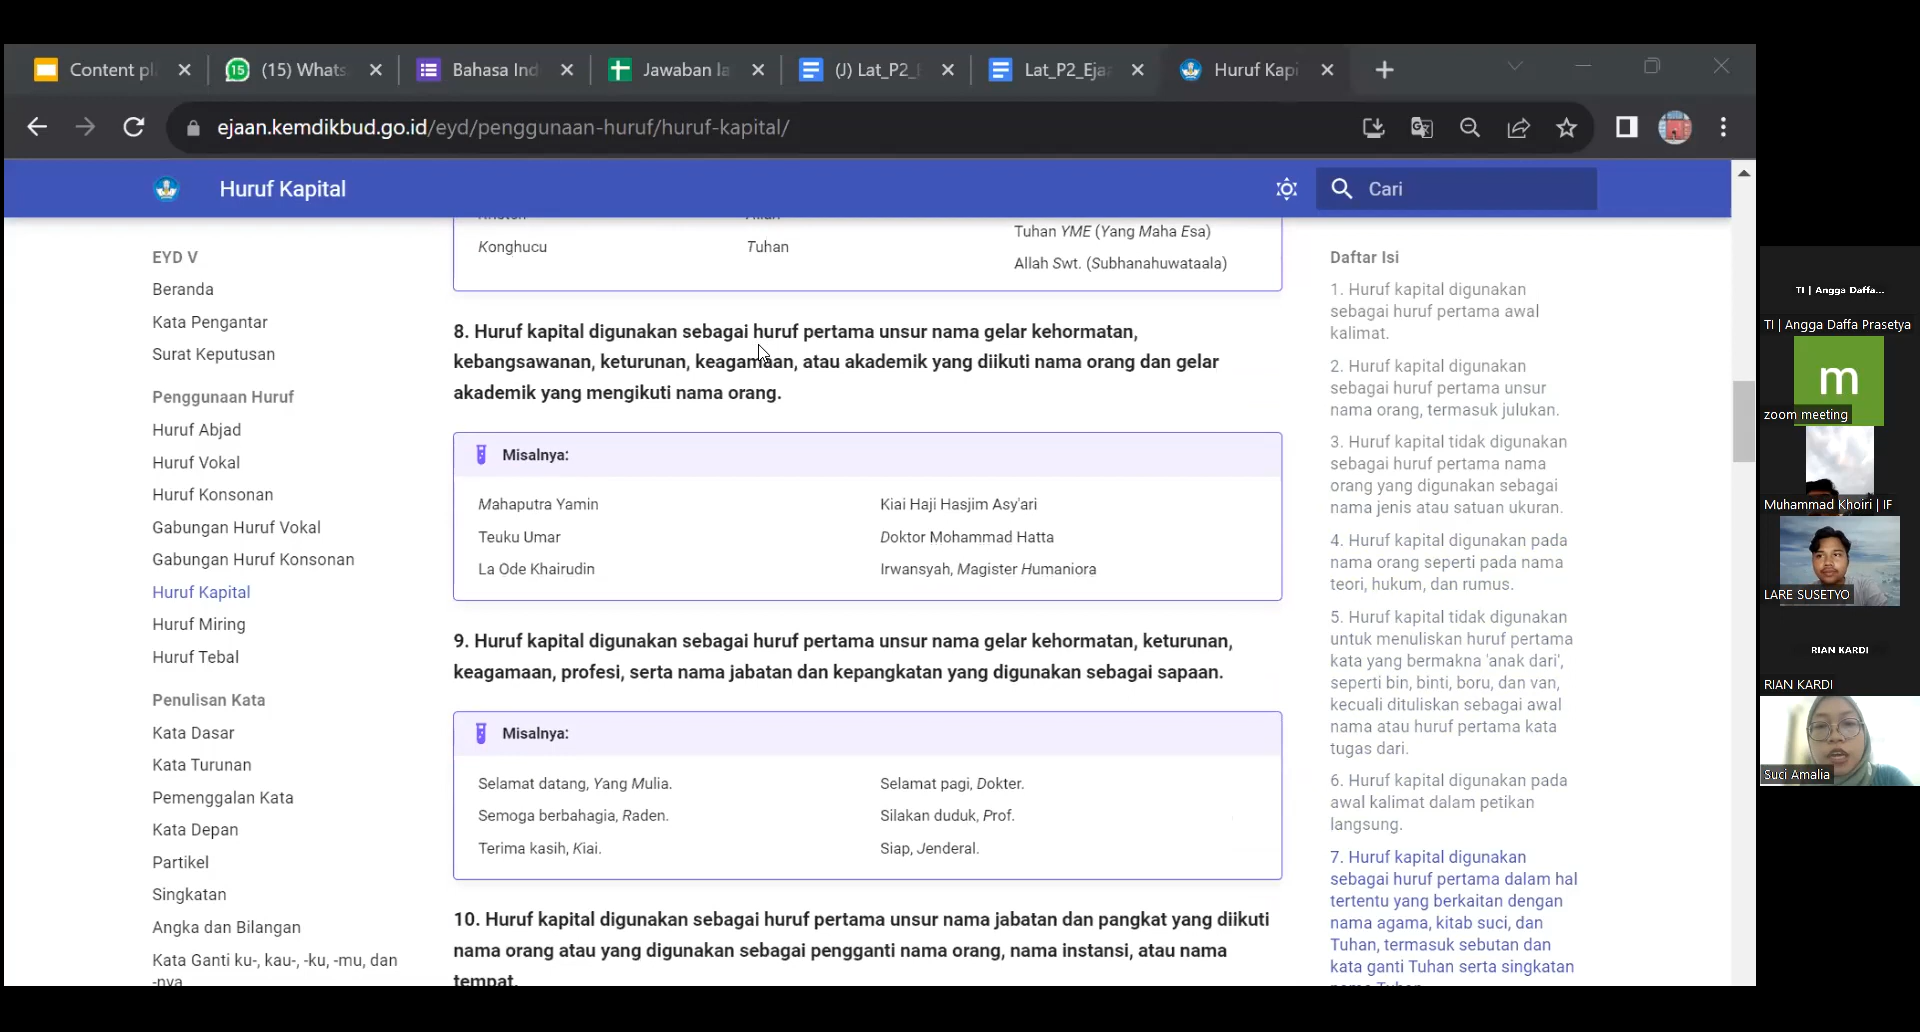 Content pl
(15) Whats
Bahasa Ind
Jawaban la
(J) Lat_P2_
Lat_P2_Eja
Huruf Kapi
ejaan.kemdikbud.go.id/eyd/penggunaan-huruf/huruf-kapital/
Huruf Kapital
Cari
EYD V
Beranda
Kata Pengantar
Surat Keputusan
Penggunaan Huruf
Huruf Abjad
Huruf Vokal
Huruf Konsonan
Gabungan Huruf Vokal
Gabungan Huruf Konsonan
Huruf Kapital
Huruf Miring
Huruf Tebal
Penulisan Kata
Kata Dasar
Kata Turunan
Pemenggalan Kata
Kata Depan
Partikel
Singkatan
Angka dan Bilangan
Kata Ganti ku-, kau-, -ku, -mu, dan
-nya
Konghucu
Tuhan
Tuhan YME (Yang Maha Esa)
Allah Swt. (Subhanahuwataala)
8. Huruf kapital digunakan sebagai huruf pertama unsur nama gelar kehormatan,
kebangsawanan, keturunan, keagamaan, atau akademik yang diikuti nama orang dan gelar
akademik yang mengikuti nama orang.
Misalnya:
Mahaputra Yamin
Teuku Umar
La Ode Khairudin
Kiai Haji Hasjim Asy'ari
Doktor Mohammad Hatta
Irwansyah, Magister Humaniora
9. Huruf kapital digunakan sebagai huruf pertama unsur nama gelar kehormatan, keturunan,
keagamaan, profesi, serta nama jabatan dan kepangkatan yang digunakan sebagai sapaan.
Misalnya:
Selamat datang, Yang Mulia.
Semoga berbahagia, Raden.
Terima kasih, Kiai.
Selamat pagi, Dokter.
Silakan duduk, Prof.
Siap, Jenderal.
10. Huruf kapital digunakan sebagai huruf pertama unsur nama jabatan dan pangkat yang diikuti
nama orang atau yang digunakan sebagai pengganti nama orang, nama instansi, atau nama
tempat.
Daftar Isi
1. Huruf kapital digunakan
sebagai huruf pertama awal
kalimat.
2. Huruf kapital digunakan
sebagai huruf pertama unsur
nama orang, termasuk julukan.
3. Huruf kapital tidak digunakan
sebagai huruf pertama nama
orang yang digunakan sebagai
nama jenis atau satuan ukuran.
4. Huruf kapital digunakan pada
nama orang seperti pada nama
teori, hukum, dan rumus.
5. Huruf kapital tidak digunakan
untuk menuliskan huruf pertama
kata yang bermakna 'anak dari',
seperti bin, binti, boru, dan van,
kecuali dituliskan sebagai awal
nama atau huruf pertama kata
tugas dari.
6. Huruf kapital digunakan pada
awal kalimat dalam petikan
langsung.
7. Huruf kapital digunakan
sebagai huruf pertama dalam hal
tertentu yang berkaitan dengan
nama agama, kitab suci, dan
Tuhan, termasuk sebutan dan
kata ganti Tuhan serta singkatan
TI | Angga Daffa...
TI | Angga Daffa Prasetya
m
zoom meeting
Muhammad Khoiri | IF
LARE SUSETYO
RIAN KARDI
RIAN KARDI
Suci Amalia